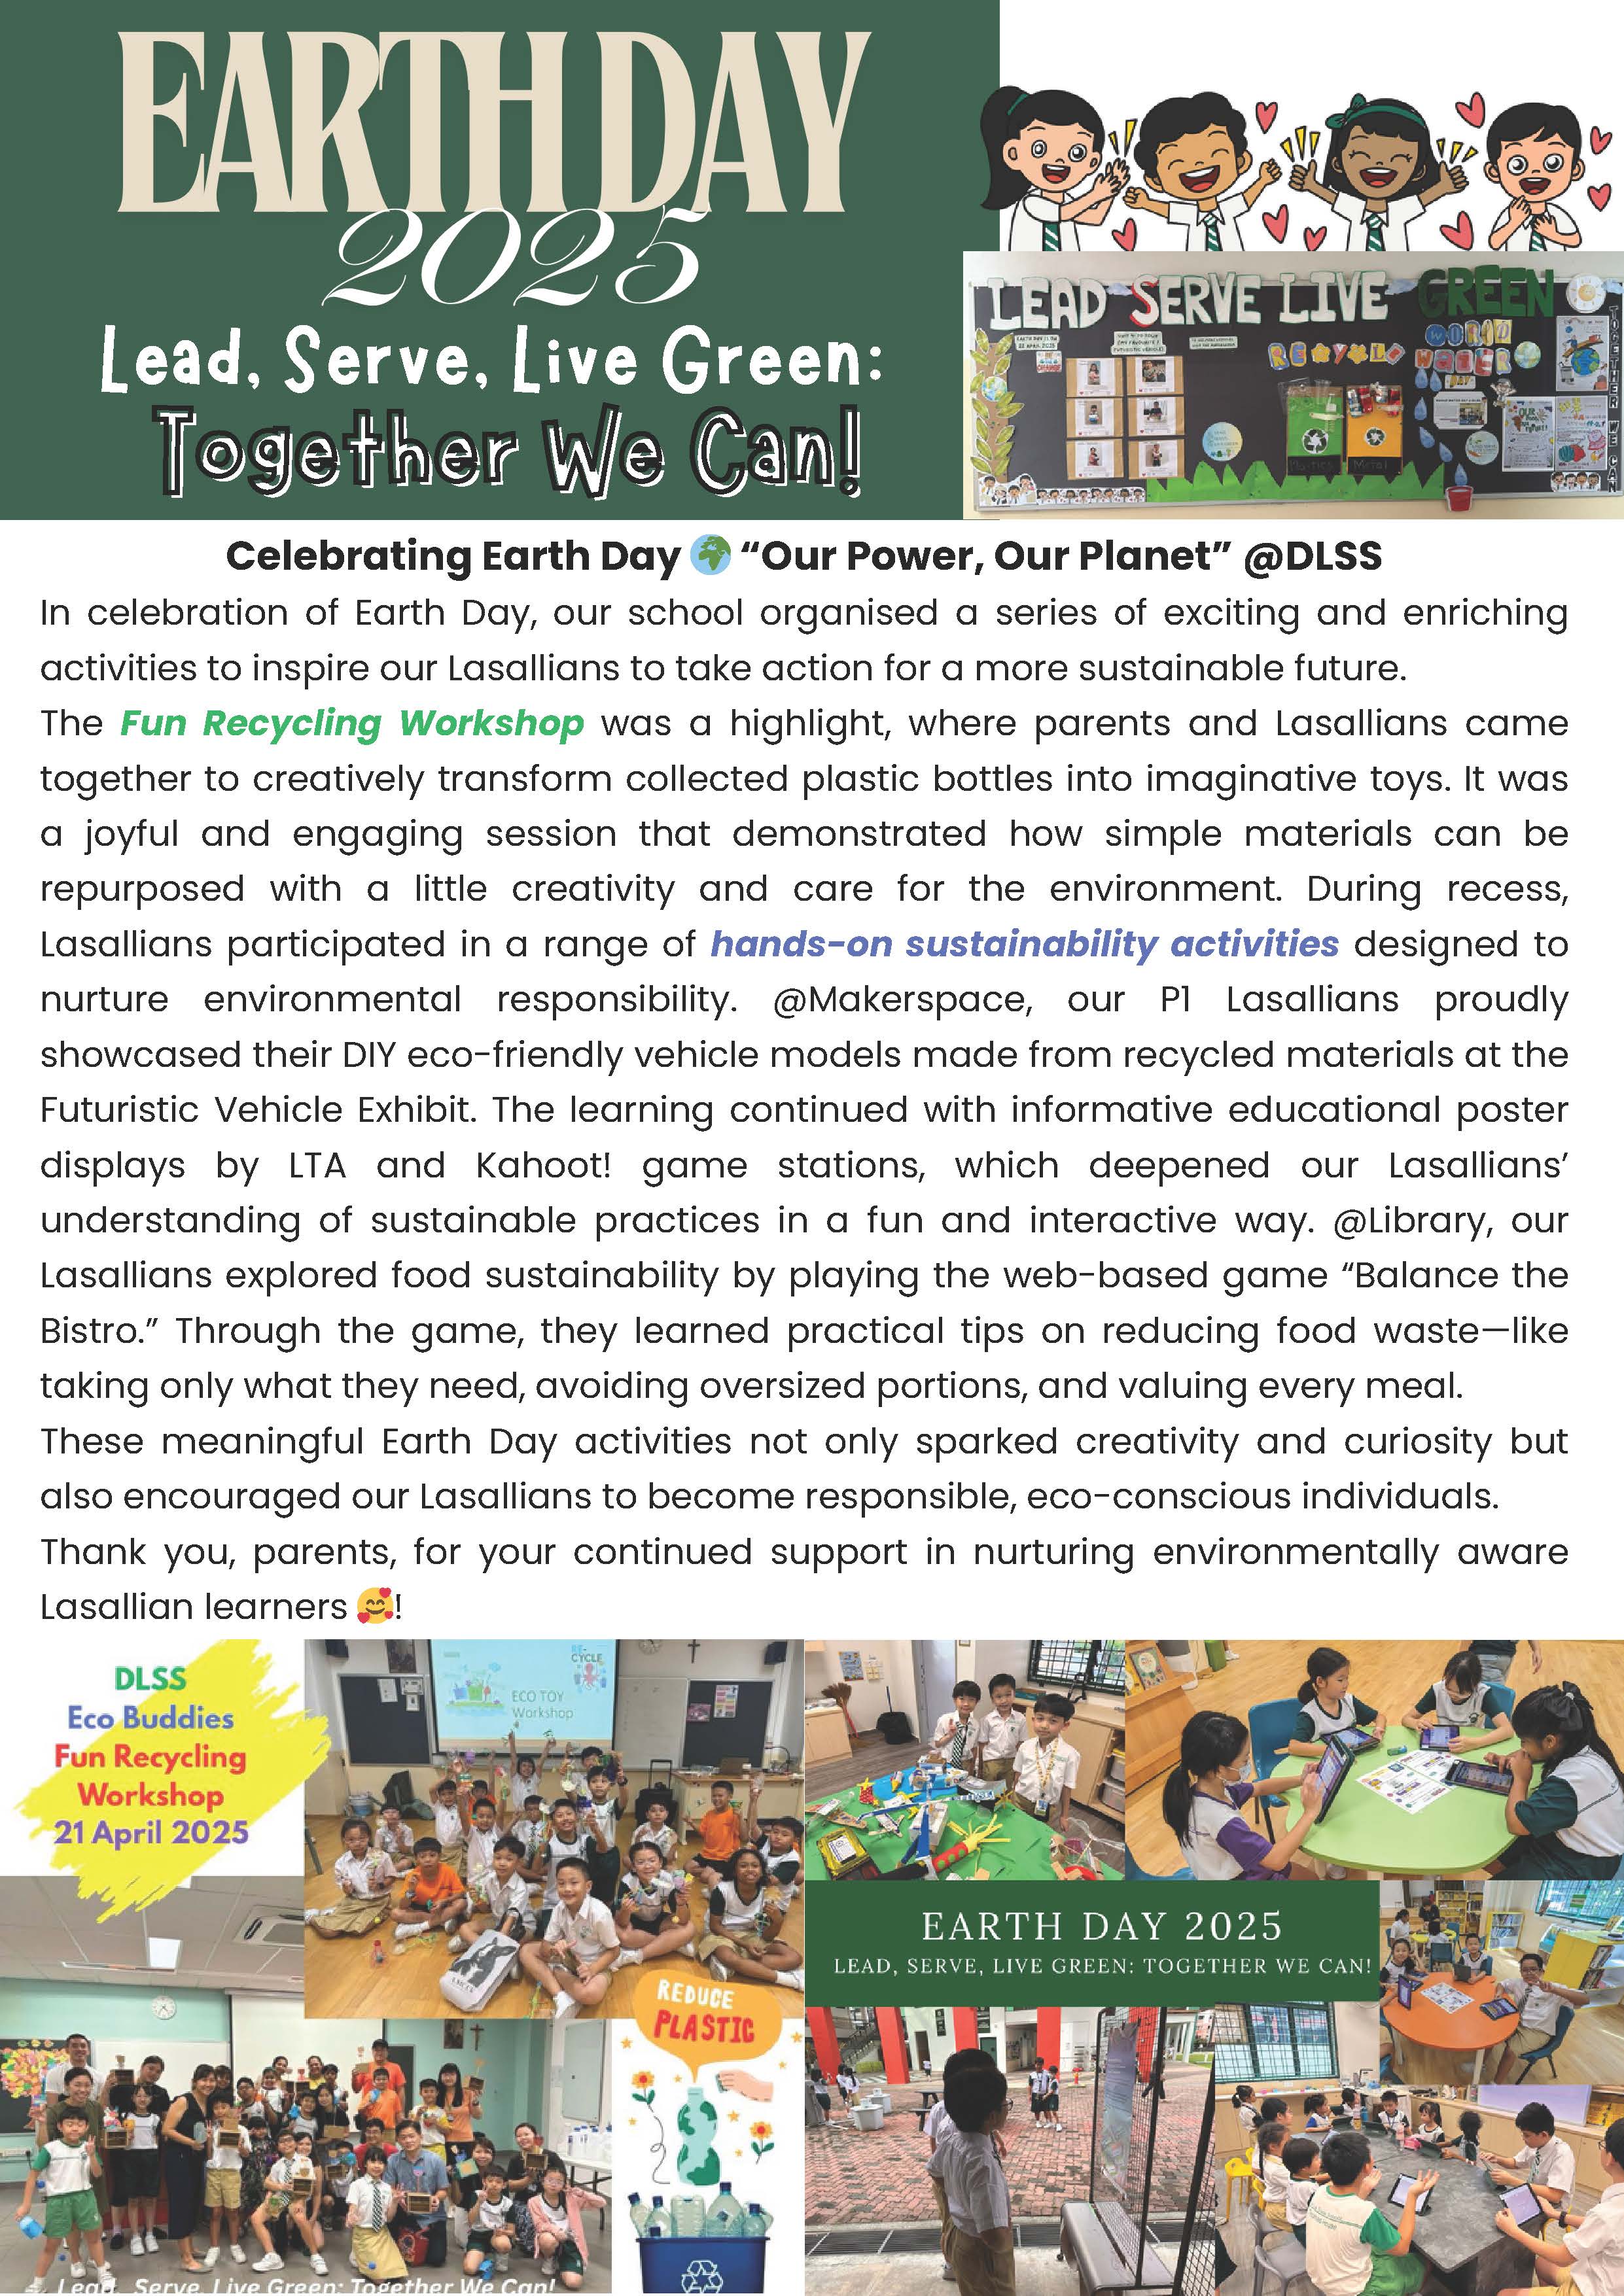 EARTH DAY
2025
Lead, Serve, Live Green:
Together We Can!
LEAD SERVE LIVE GREEN
TOGETHER WE CAN
WORLD
WATER
DAY
Plastics
Metal
Celebrating Earth Day 🌍 “Our Power, Our Planet” @DLSS
In celebration of Earth Day, our school organised a series of exciting and enriching
activities to inspire our Lasallians to take action for a more sustainable future.
The Fun Recycling Workshop was a highlight, where parents and Lasallians came
together to creatively transform collected plastic bottles into imaginative toys. It was
a joyful and engaging session that demonstrated how simple materials can be
repurposed with a little creativity and care for the environment. During recess,
Lasallians participated in a range of hands-on sustainability activities designed to
nurture environmental responsibility. @Makerspace, our P1 Lasallians proudly
showcased their DIY eco-friendly vehicle models made from recycled materials at the
Futuristic Vehicle Exhibit. The learning continued with informative educational poster
displays by LTA and Kahoot! game stations, which deepened our Lasallians’
understanding of sustainable practices in a fun and interactive way. @Library, our
Lasallians explored food sustainability by playing the web-based game “Balance the
Bistro.” Through the game, they learned practical tips on reducing food waste—like
taking only what they need, avoiding oversized portions, and valuing every meal.
These meaningful Earth Day activities not only sparked creativity and curiosity but
also encouraged our Lasallians to become responsible, eco-conscious individuals.
Thank you, parents, for your continued support in nurturing environmentally aware
Lasallian learners 🥰!
DLSS
Eco Buddies
Fun Recycling
Workshop
21 April 2025
RE-
CYCLE
ECO TOY
Workshop
REDUCE
PLASTIC
Lead, Serve, Live Green: Together We Can!
EARTH DAY 2025
LEAD, SERVE, LIVE GREEN: TOGETHER WE CAN!